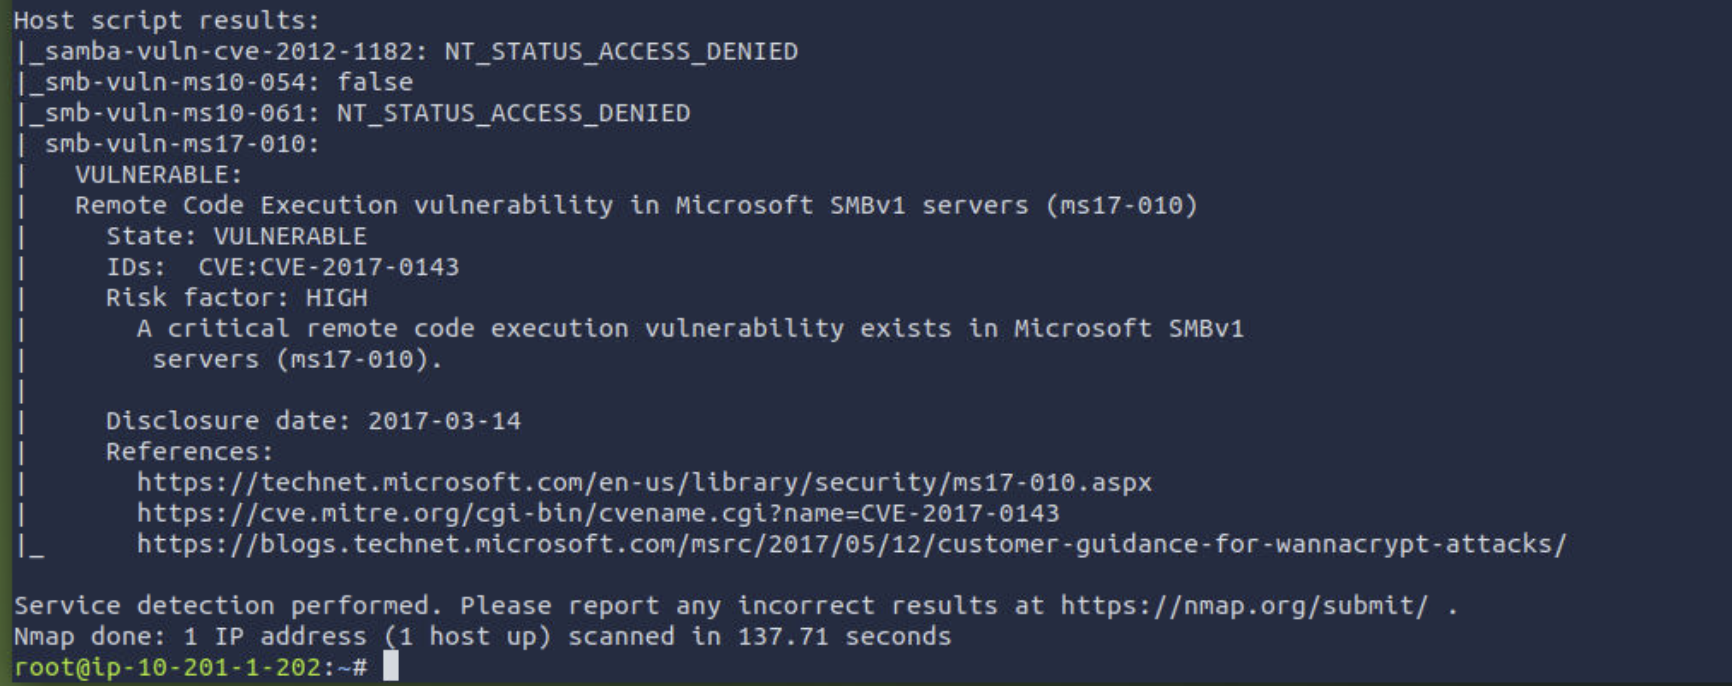 Host script results:
|_samba-vuln-cve-2012-1182: NT_STATUS_ACCESS_DENIED
|_smb-vuln-ms10-054: false
|_smb-vuln-ms10-061: NT_STATUS_ACCESS_DENIED
| smb-vuln-ms17-010:
|   VULNERABLE:
|   Remote Code Execution vulnerability in Microsoft SMBv1 servers (ms17-010)
|     State: VULNERABLE
|     IDs:  CVE:CVE-2017-0143
|     Risk factor: HIGH
|       A critical remote code execution vulnerability exists in Microsoft SMBv1
|        servers (ms17-010).
|
|     Disclosure date: 2017-03-14
|     References:
|       https://technet.microsoft.com/en-us/library/security/ms17-010.aspx
|       https://cve.mitre.org/cgi-bin/cvename.cgi?name=CVE-2017-0143
|_      https://blogs.technet.microsoft.com/msrc/2017/05/12/customer-guidance-for-wannacrypt-attacks/

Service detection performed. Please report any incorrect results at https://nmap.org/submit/ .
Nmap done: 1 IP address (1 host up) scanned in 137.71 seconds
root@ip-10-201-1-202:~#